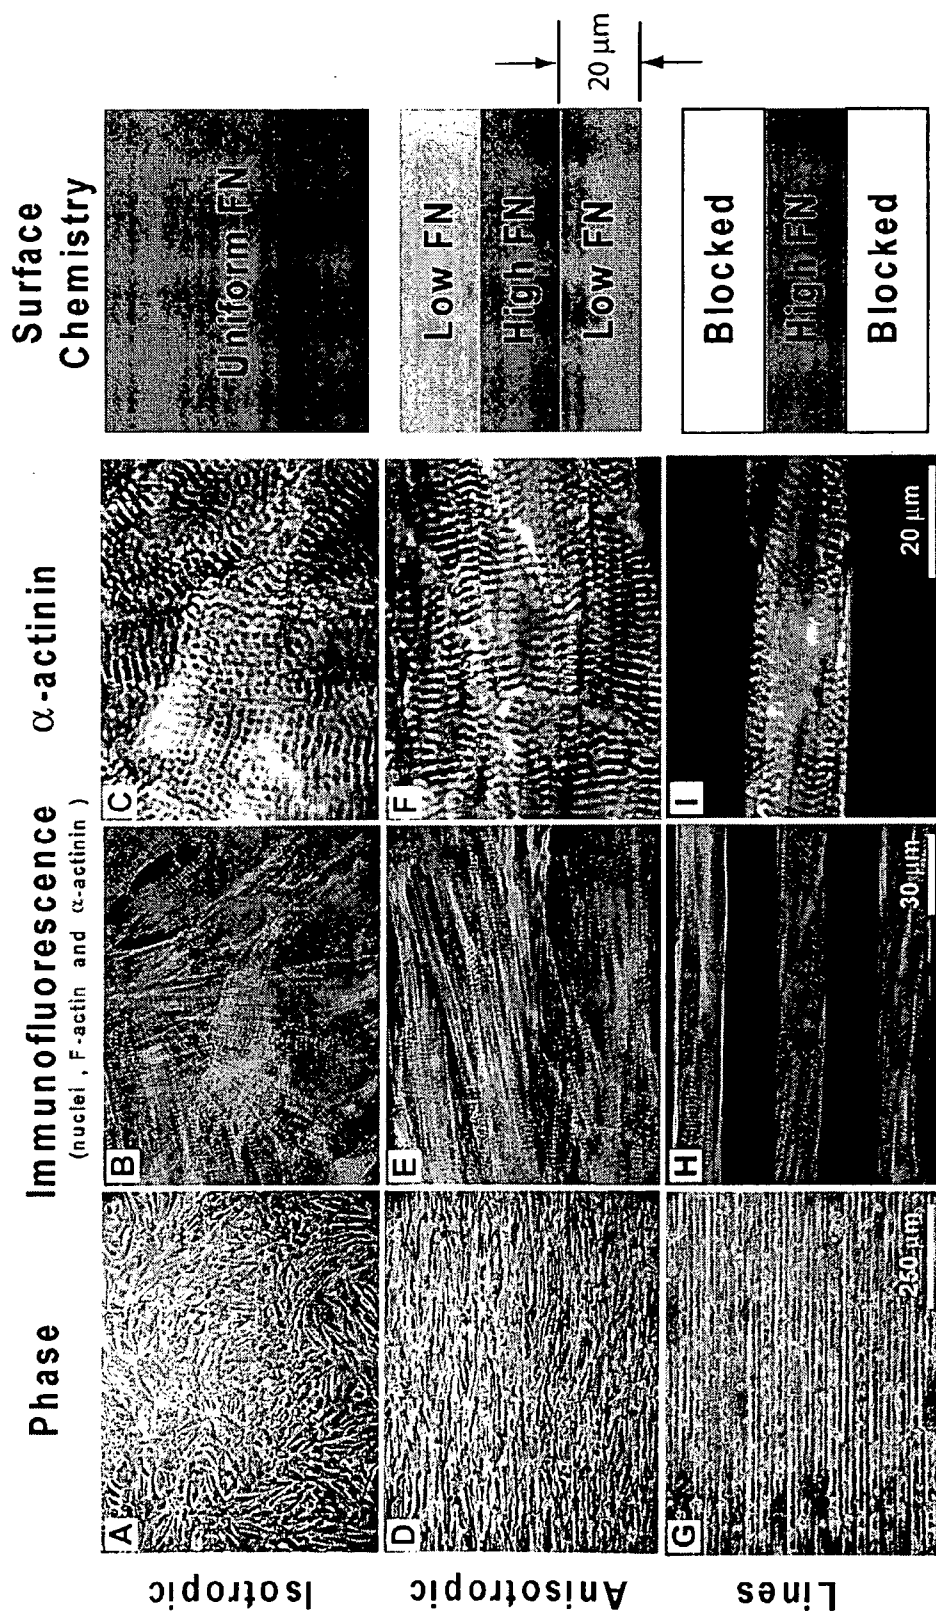 Phase
Immunofluorescence
(nuclei, F-actin and α-actinin)
α-actinin
Surface
Chemistry
Isotropic
A
B
C
Uniform FN
Anisotropic
D
E
F
Low FN
High FN
Low FN
20 µm
Lines
G
250 µm
H
30 µm
I
20 µm
Blocked
High FN
Blocked